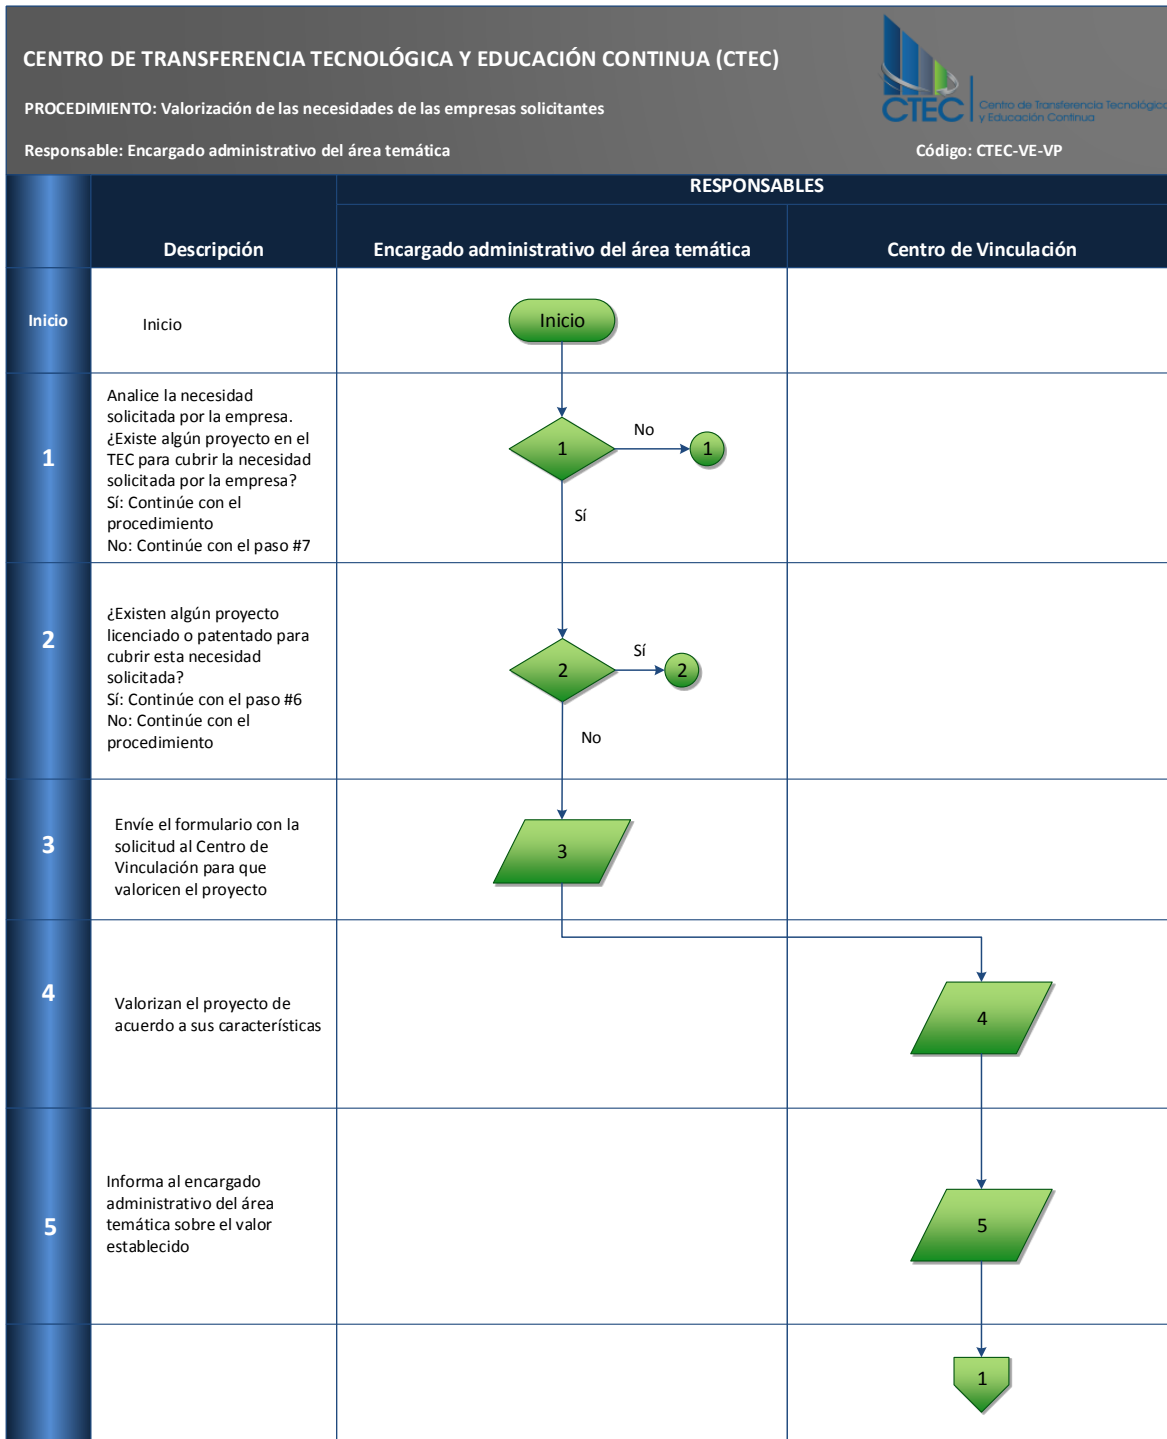 CENTRO DE TRANSFERENCIA TECNOLÓGICA Y EDUCACIÓN CONTINUA (CTEC)
PROCEDIMIENTO: Valorización de las necesidades de las empresas solicitantes
Responsable: Encargado administrativo del área temática
CTEC
Centro de Transferencia Tecnológica
y Educación Continua
Código: CTEC-VE-VP
RESPONSABLES
Descripción
Encargado administrativo del área temática
Centro de Vinculación
Inicio
Inicio
Inicio
1
Analice la necesidad
solicitada por la empresa.
¿Existe algún proyecto en el
TEC para cubrir la necesidad
solicitada por la empresa?
Sí: Continúe con el
procedimiento
No: Continúe con el paso #7
1
No
1
Sí
2
¿Existen algún proyecto
licenciado o patentado para
cubrir esta necesidad
solicitada?
Sí: Continúe con el paso #6
No: Continúe con el
procedimiento
2
Sí
2
No
3
Envíe el formulario con la
solicitud al Centro de
Vinculación para que
valoricen el proyecto
3
4
Valorizan el proyecto de
acuerdo a sus características
4
5
Informa al encargado
administrativo del área
temática sobre el valor
establecido
5
1